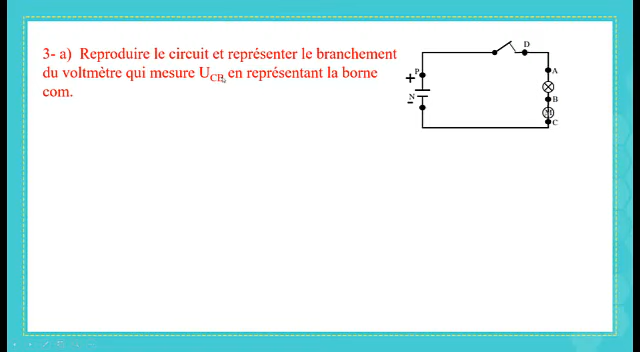 3- a) Reproduire le circuit et représenter le branchement
du voltmètre qui mesure UCB, en représentant la borne
com.
D
P
+
A
N
-
B
M
C